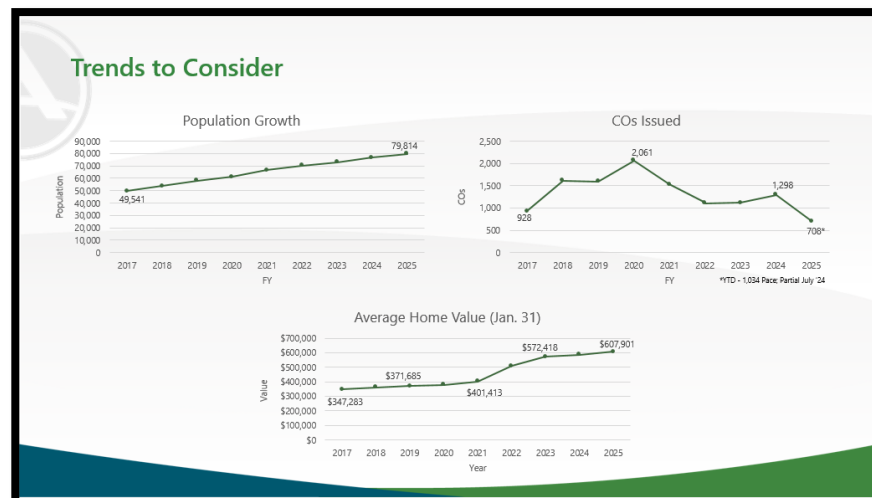 Trends to Consider
Population Growth
90,000
80,000
70,000
60,000
50,000
40,000
30,000
20,000
10,000
0
Population
49,541
79,814
2017 2018 2019 2020 2021 2022 2023 2024 2025
FY
COs Issued
2,500
2,000
1,500
1,000
500
0
COs
928
2,061
1,298
708*
2017 2018 2019 2020 2021 2022 2023 2024 2025
FY
*YTD - 1,034 Pace; Partial July '24
Average Home Value (Jan. 31)
$700,000
$600,000
$500,000
$400,000
$300,000
$200,000
$100,000
$0
Value
$347,283
$371,685
$401,413
$572,418
$607,901
2017 2018 2019 2020 2021 2022 2023 2024 2025
Year